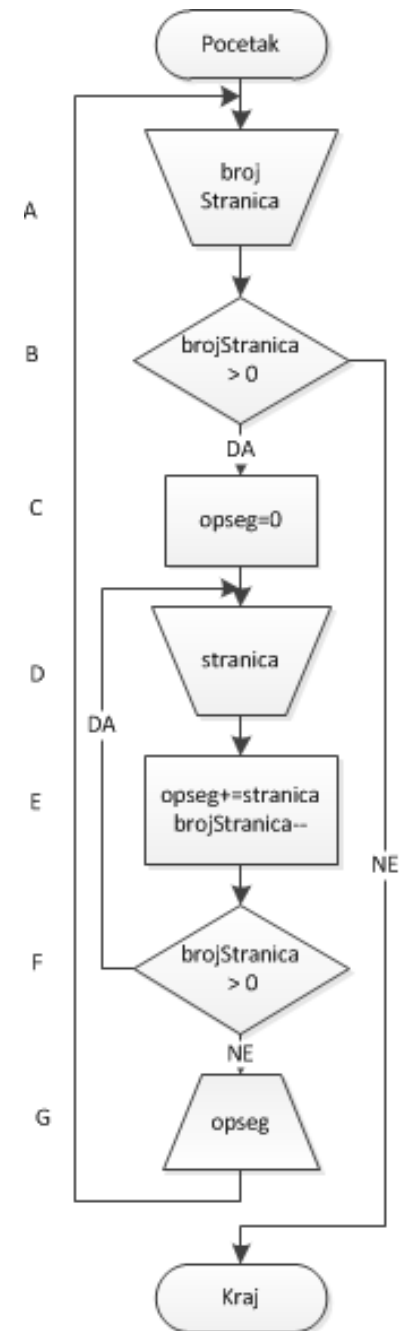 Pocetak
A
broj
Stranica
B
brojStranica
> 0
DA
C
opseg=0
D
stranica
DA
E
opseg+=stranica
brojStranica--
NE
F
brojStranica
> 0
NE
G
opseg
Kraj